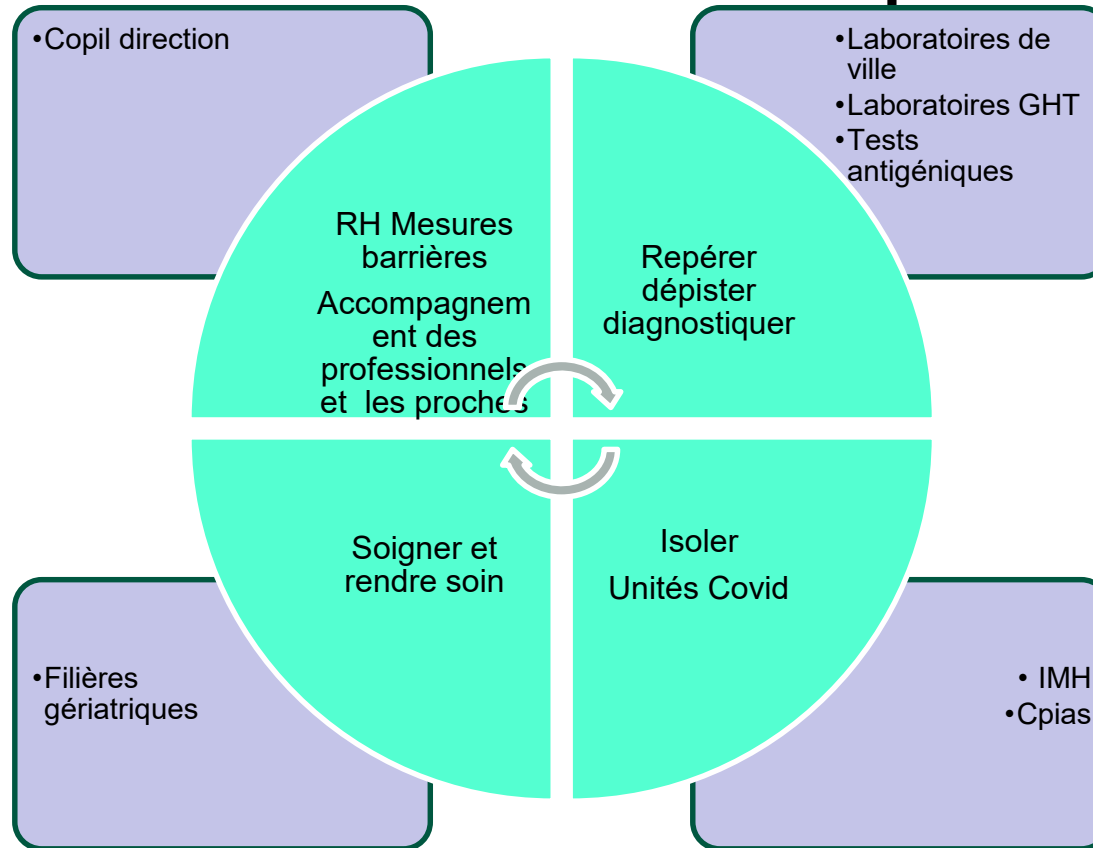 •Copil direction
•Laboratoires de
ville
•Laboratoires GHT
•Tests
antigéniques
RH Mesures
barrières
Accompagnem
ent des
professionnels
et  les proches
Repérer
dépister
diagnostiquer
Soigner et
rendre soin
Isoler
Unités Covid
•Filières
gériatriques
• IMH
•Cpias